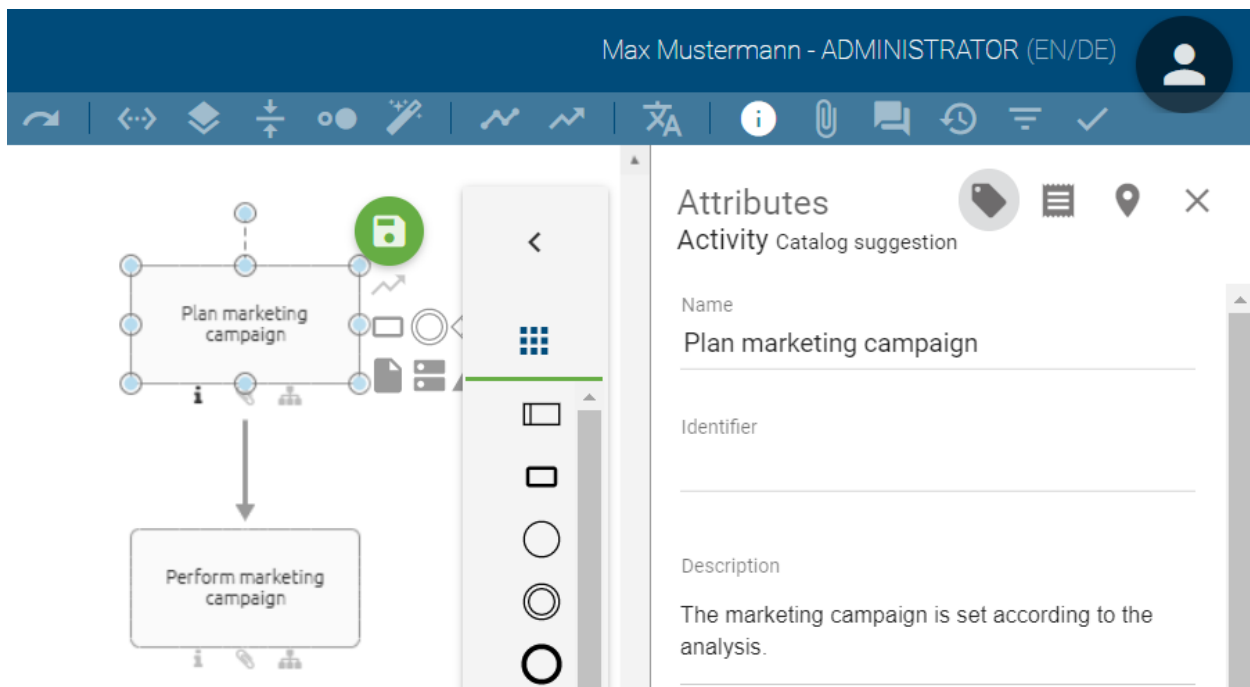 Max Mustermann - ADMINISTRATOR (EN/DE)
Plan marketing
campaign
Perform marketing
campaign
Attributes
Activity Catalog suggestion
Name
Plan marketing campaign
Identifier
Description
The marketing campaign is set according to the
analysis.